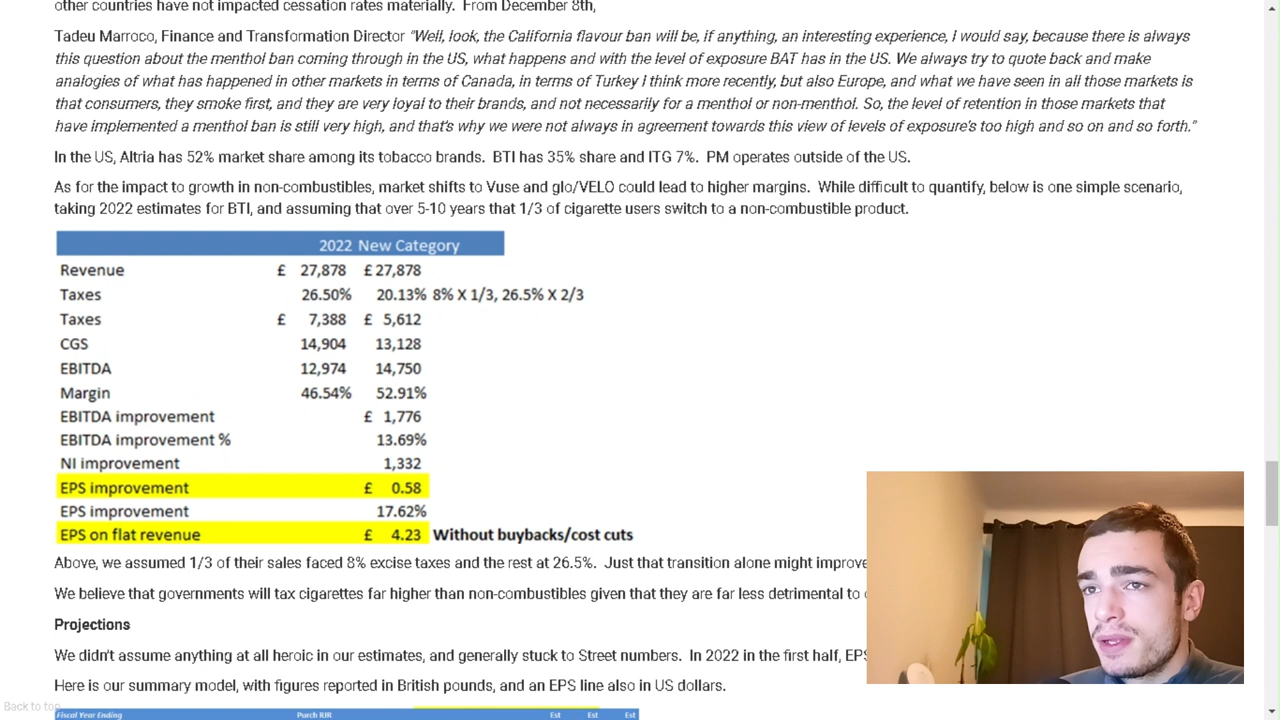 other countries have not impacted cessation rates materially.  From December 8th,
Tadeu Marroco, Finance and Transformation Director “Well, look, the California flavour ban will be, if anything, an interesting experience, I would say, because there is always
this question about the menthol ban coming through in the US, what happens and with the level of exposure BAT has in the US. We always try to quote back and make
analogies of what has happened in other markets in terms of Canada, in terms of Turkey I think more recently, but also Europe, and what we have seen in all those markets is
that consumers, they smoke first, and they are very loyal to their brands, and not necessarily for a menthol or non-menthol. So, the level of retention in those markets that
have implemented a menthol ban is still very high, and that’s why we were not always in agreement towards this view of levels of exposure’s too high and so on and so forth.”
In the US, Altria has 52% market share among its tobacco brands.  BTI has 35% share and ITG 7%.  PM operates outside of the US.
As for the impact to growth in non-combustibles, market shifts to Vuse and glo/VELO could lead to higher margins.  While difficult to quantify, below is one simple scenario,
taking 2022 estimates for BTI, and assuming that over 5-10 years that 1/3 of cigarette users switch to a non-combustible product.
2022 New Category
Revenue £ 27,878 £ 27,878
Taxes 26.50% 20.13% 8% X 1/3, 26.5% X 2/3
Taxes £ 7,388 £ 5,612
CGS 14,904 13,128
EBITDA 12,974 14,750
Margin 46.54% 52.91%
EBITDA improvement £ 1,776
EBITDA improvement % 13.69%
NI improvement 1,332
EPS improvement £ 0.58
EPS improvement 17.62%
EPS on flat revenue £ 4.23 Without buybacks/cost cuts
Above, we assumed 1/3 of their sales faced 8% excise taxes and the rest at 26.5%.  Just that transition alone might improve
We believe that governments will tax cigarettes far higher than non-combustibles given that they are far less detrimental to
Projections
We didn't assume anything at all heroic in our estimates, and generally stuck to Street numbers.  In 2022 in the first half, EPS
Here is our summary model, with figures reported in British pounds, and an EPS line also in US dollars.
Back to top
Fiscal Year Ending Purch RJR Est Est Est